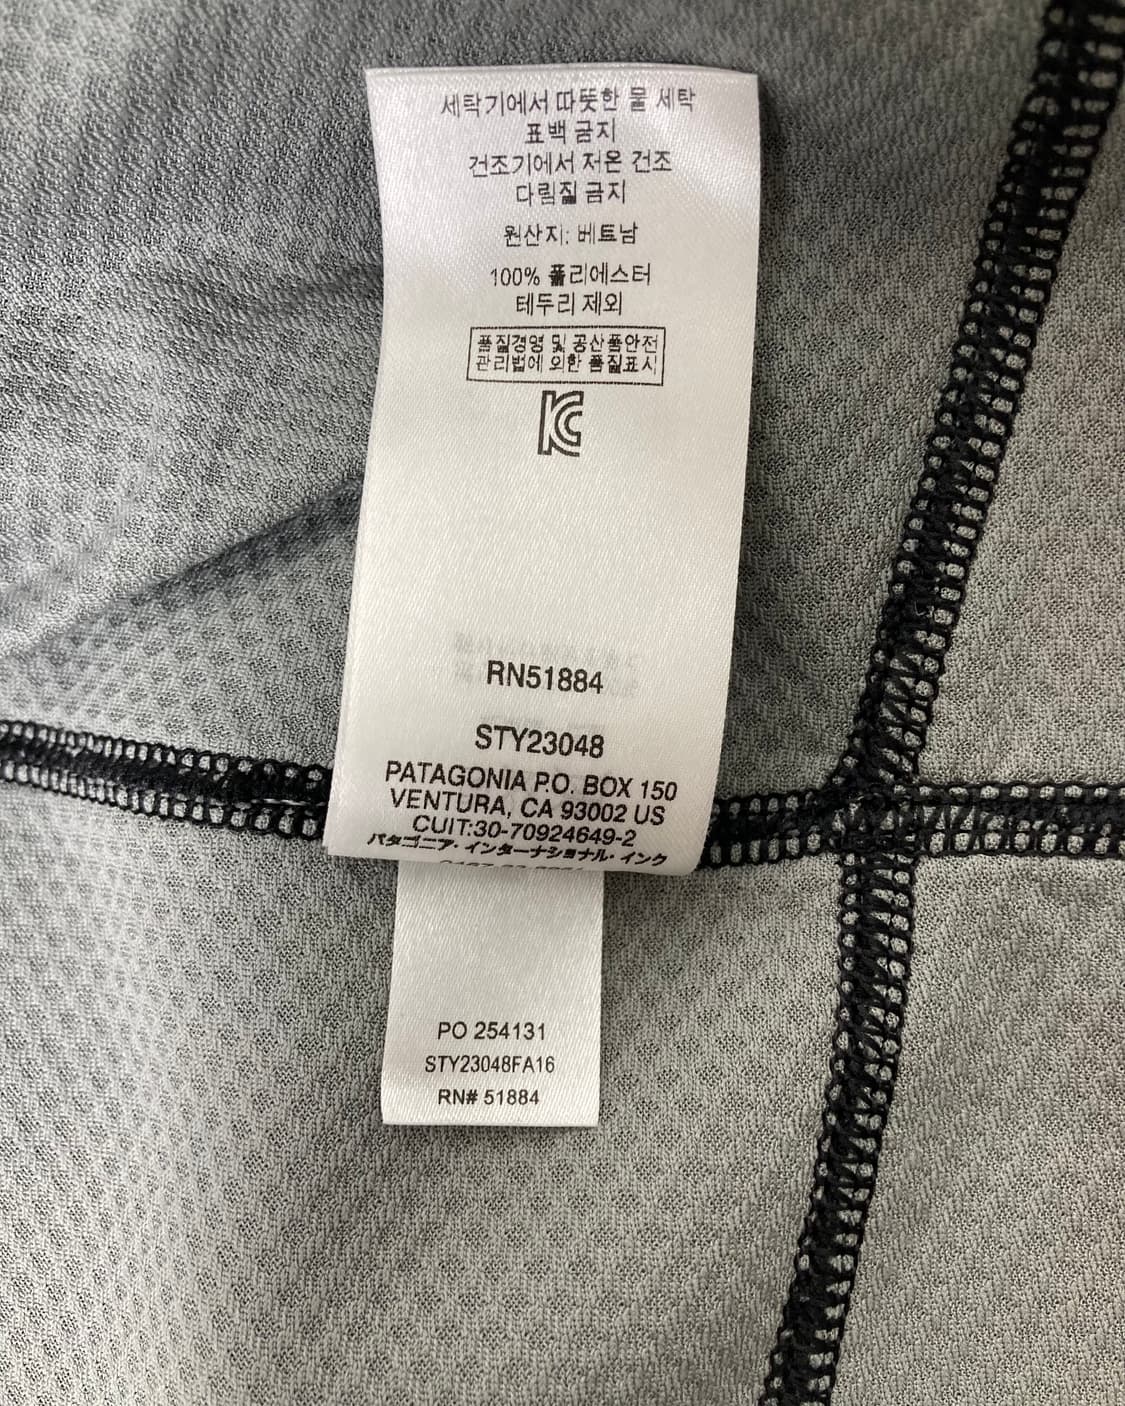 세탁기에서 따뜻한 물 세탁
표백 금지
건조기에서 저온 건조
다림질 금지
원산지: 베트남
100% 폴리에스터
테두리 제외
품질경영 및 공산품안전
관리법에 의한 품질표시
KC
RN51884
STY23048
PATAGONIA P.O. BOX 150
VENTURA, CA 93002 US
CUIT:30-70924649-2
パタゴニア・インターナショナル・インク
PO 254131
STY23048FA16
RN# 51884